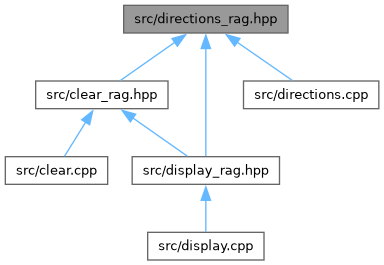 src/directions_rag.hpp
src/clear_rag.hpp
src/directions.cpp
src/clear.cpp
src/display_rag.hpp
src/display.cpp